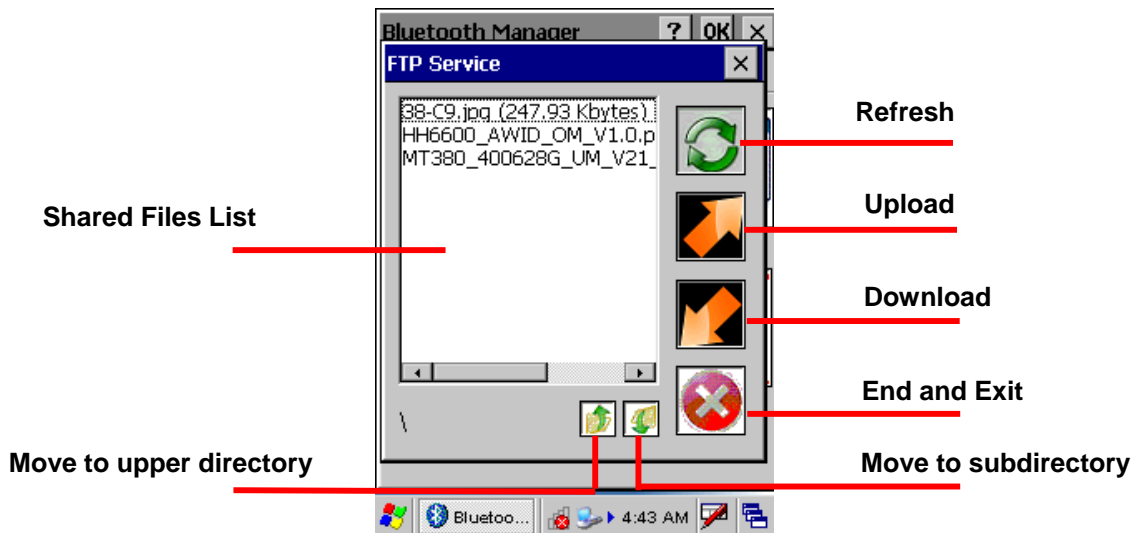 Bluetooth Manager ? OK ×
FTP Service ×
38-C9.jpg (247.93 Kbytes)
HH6600_AWID_OM_V1.0.p
MT380_400628G_UM_V21_
Refresh
Shared Files List
Upload
Download
End and Exit
\
Move to upper directory
Move to subdirectory
Bluetoo... 4:43 AM